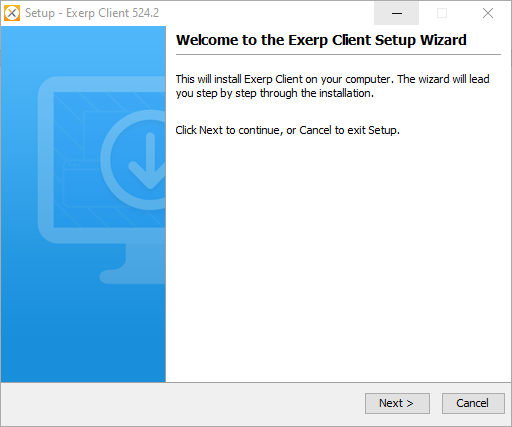 Setup - Exerp Client 524.2
Welcome to the Exerp Client Setup Wizard
This will install Exerp Client on your computer. The wizard will lead
you step by step through the installation.
Click Next to continue, or Cancel to exit Setup.
Next >
Cancel